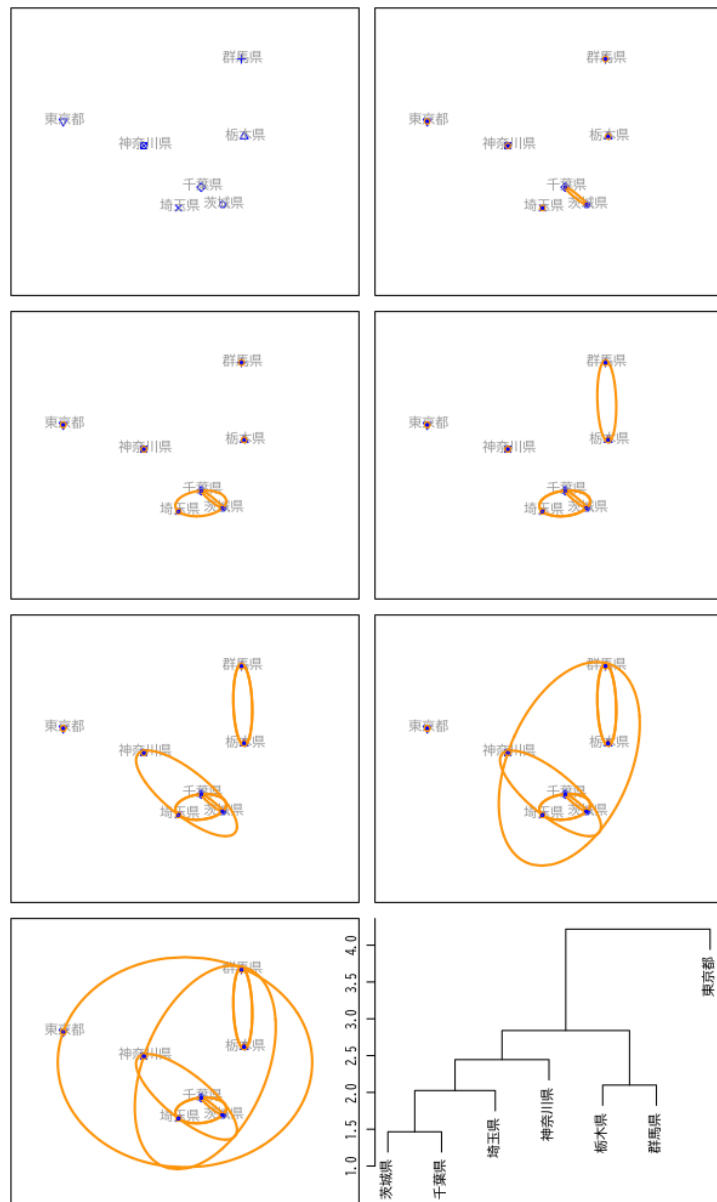 群馬県
東京都
栃木県
神奈川県
千葉県
埼玉県 茨城県
群馬県
東京都
栃木県
神奈川県
千葉県
埼玉県 茨城県
群馬県
東京都
栃木県
神奈川県
千葉県
埼玉県 茨城県
群馬県
東京都
栃木県
神奈川県
千葉県
埼玉県 茨城県
群馬県
東京都
栃木県
神奈川県
千葉県
埼玉県 茨城県
群馬県
東京都
栃木県
神奈川県
千葉県
埼玉県 茨城県
群馬県
東京都
栃木県
神奈川県
千葉県
埼玉県 茨城県
1.0 1.5 2.0 2.5 3.0 3.5 4.0
茨城県
千葉県
埼玉県
神奈川県
栃木県
群馬県
東京都